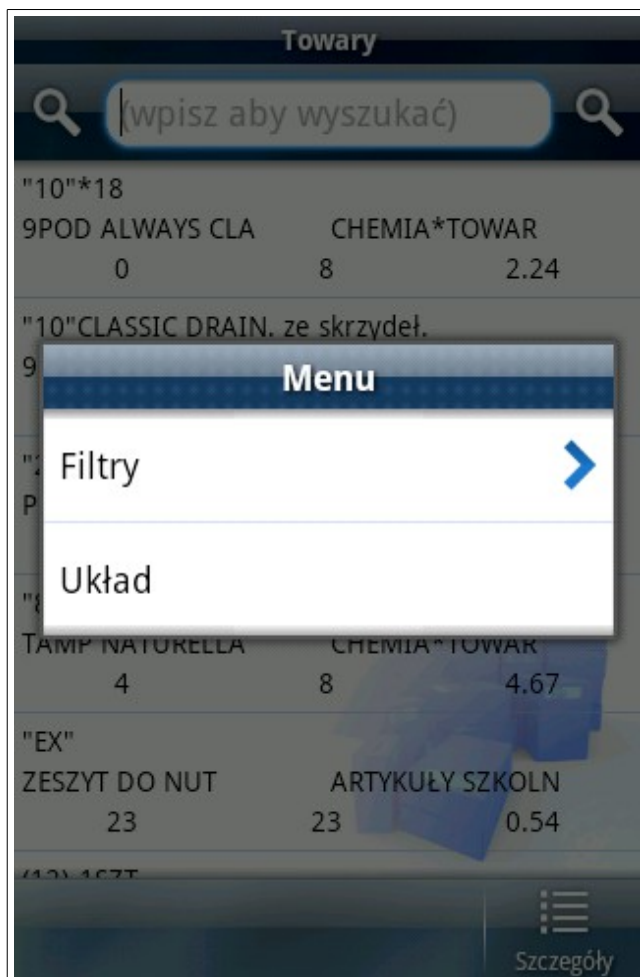 Towary
(wpisz aby wyszukać)
"10"*18
9POD ALWAYS CLA CHEMIA*TOWAR
0 8 2.24
"10"CLASSIC DRAIN. ze skrzydeł.
9
Menu
Filtry
P
Układ
TAMP NATURELLA CHEMIA*TOWAR
4 8 4.67
"EX"
ZESZYT DO NUT ARTYKUŁY SZKOLN
23 23 0.54
Szczegóły